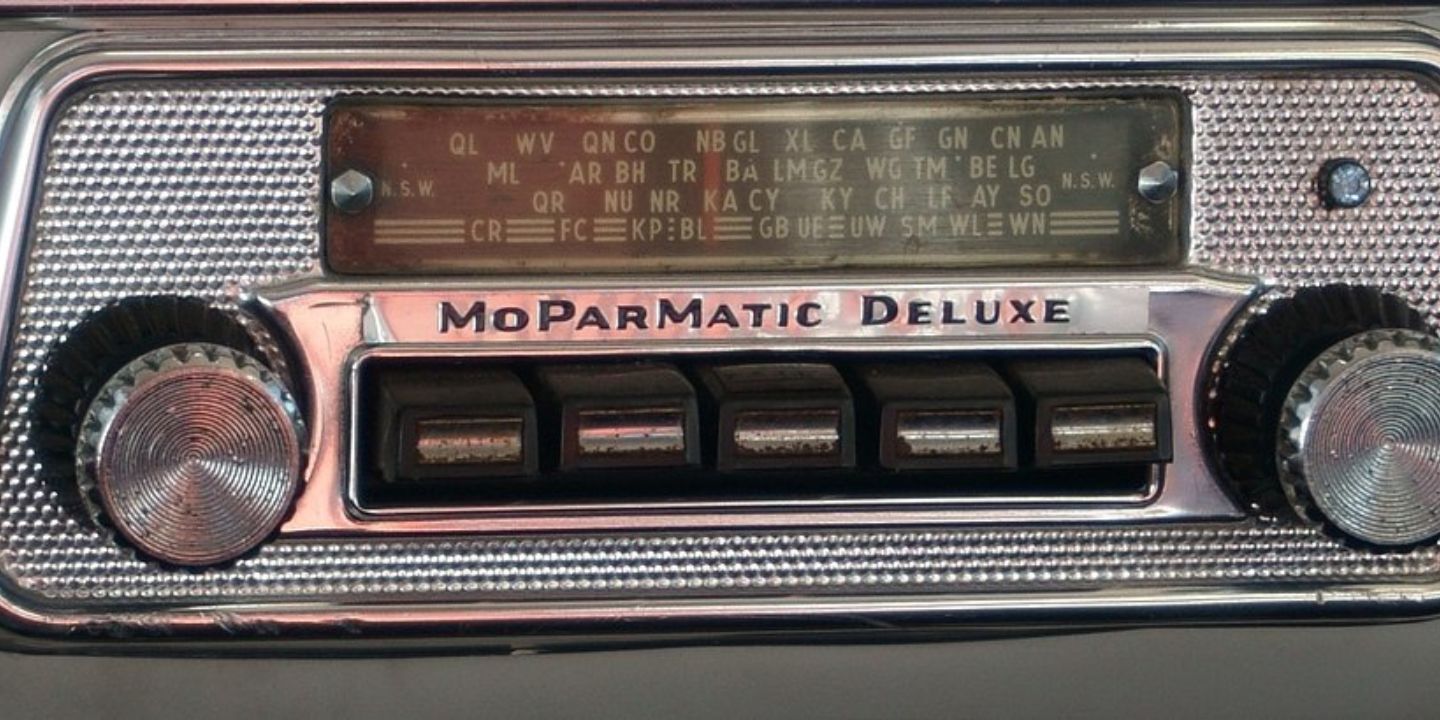 QL WV QN CO NB GL XL CA GF GN CN AN
ML AR BH TR BA LM GZ WG TM BE LG
N.S.W. N.S.W.
QR NU NR KA CY KY CH LF AY SO
CR FC KP BL GB UE UW SM WL WN
MOPARMATIC DELUXE